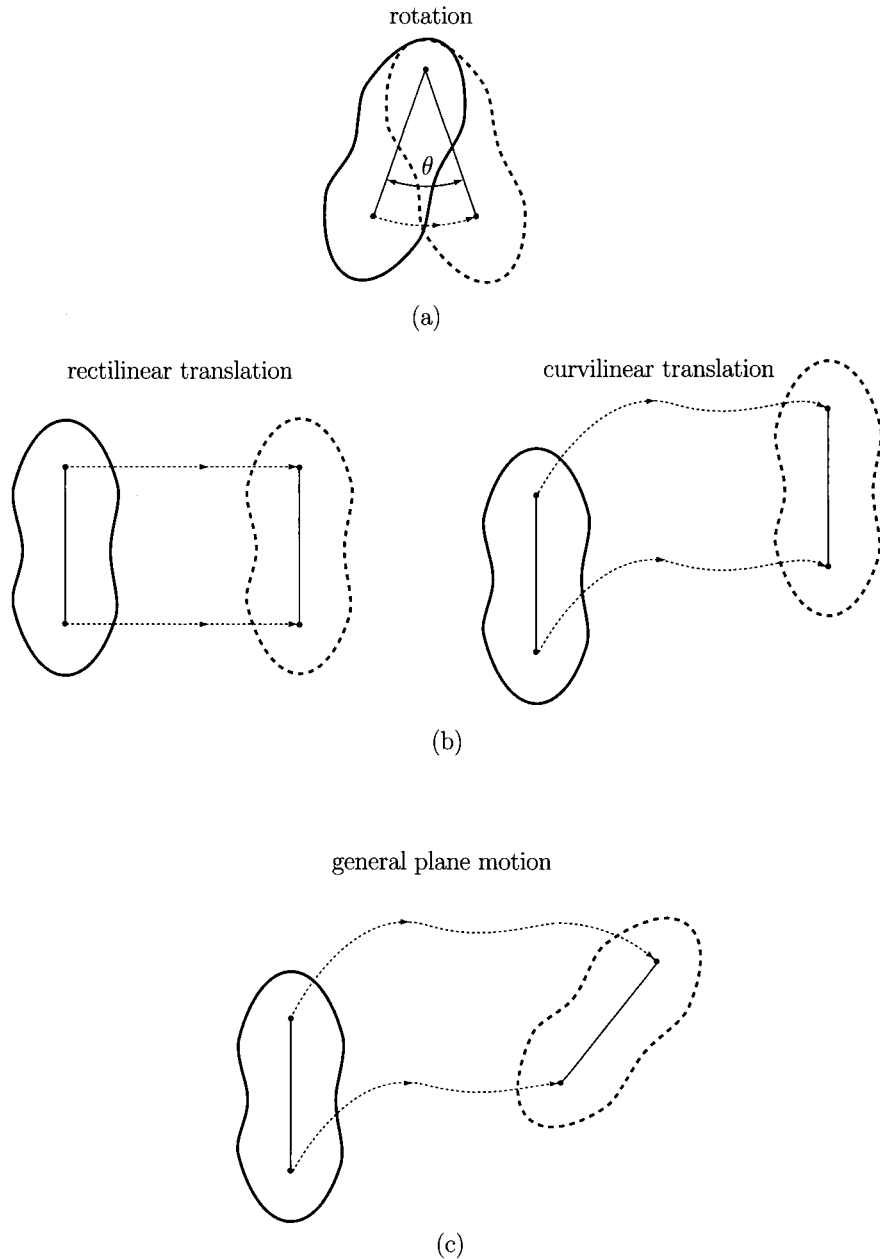 rotation
θ
(a)
rectilinear translation
curvilinear translation
(b)
general plane motion
(c)